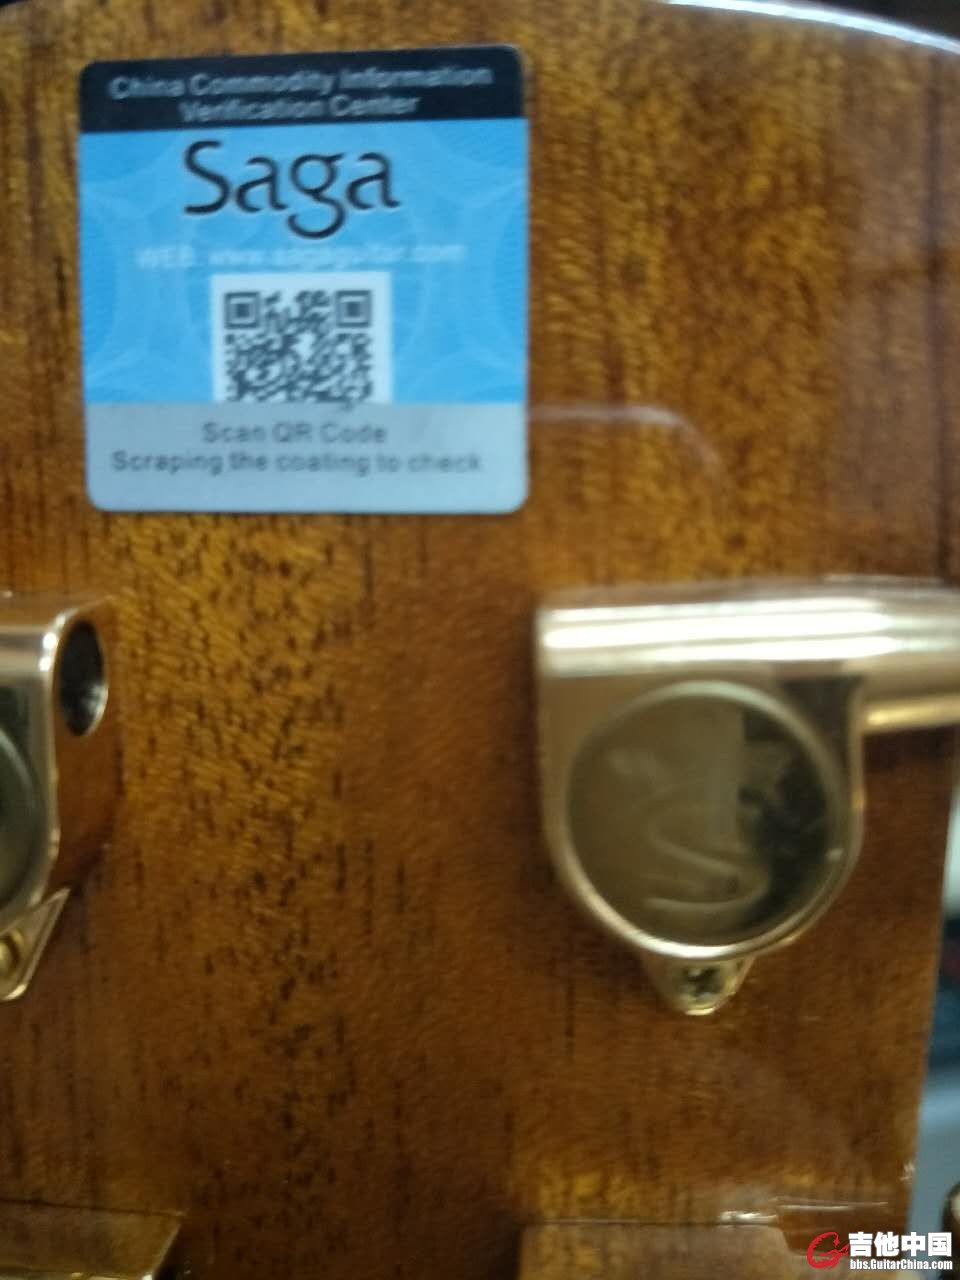 China Commodity Information
Verification Center
Saga
WEB: www.sagaguitar.com
Scan QR Code
Scraping the coating to check
吉他中国
bbs.GuitarChina.com